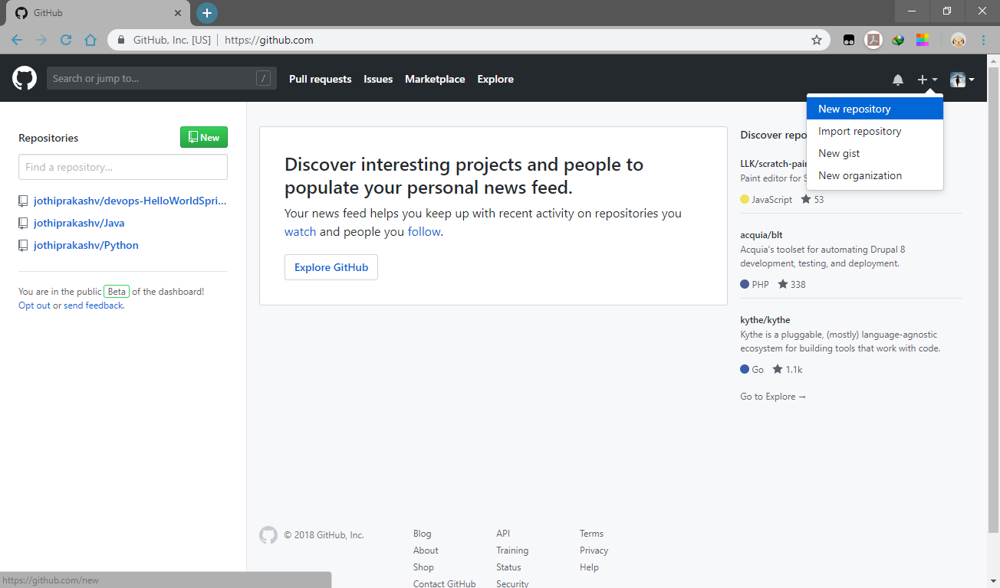 GitHub
GitHub, Inc. [US]
https://github.com
Search or jump to...
/
Pull requests
Issues
Marketplace
Explore
New repository
Import repository
New gist
New organization
Repositories
New
Find a repository...
jothiprakashv/devops-HelloWorldSpri...
jothiprakashv/Java
jothiprakashv/Python
You are in the public Beta of the dashboard!
Opt out or send feedback.
Discover interesting projects and people to
populate your personal news feed.
Your news feed helps you keep up with recent activity on repositories you
watch and people you follow.
Explore GitHub
Discover repo
LLK/scratch-pain
Paint editor for S
JavaScript 53
acquia/blt
Acquia's toolset for automating Drupal 8
development, testing, and deployment.
PHP 338
kythe/kythe
Kythe is a pluggable, (mostly) language-agnostic
ecosystem for building tools that work with code.
Go 1.1k
Go to Explore →
© 2018 GitHub, Inc.
Blog
About
Shop
Contact GitHub
API
Training
Status
Security
Terms
Privacy
Help
https://github.com/new